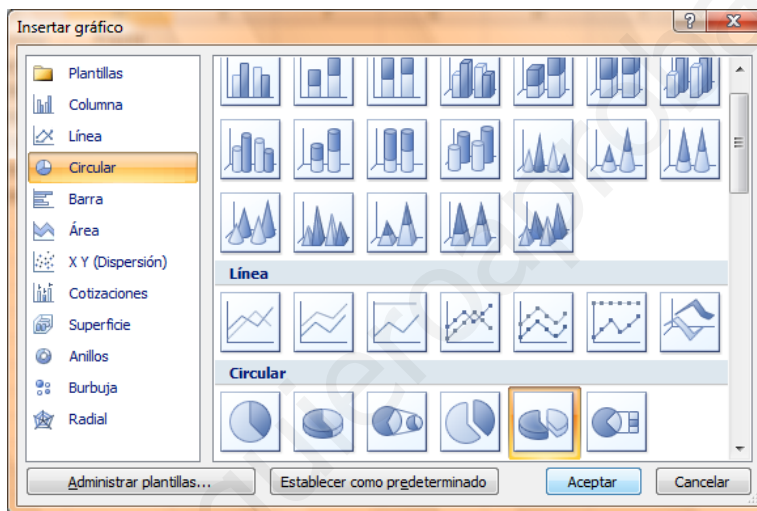 Insertar gráfico
Plantillas
Columna
Línea
Circular
Barra
Área
X Y (Dispersión)
Cotizaciones
Superficie
Anillos
Burbuja
Radial
Línea
Circular
Administrar plantillas...
Establecer como predeterminado
Aceptar
Cancelar